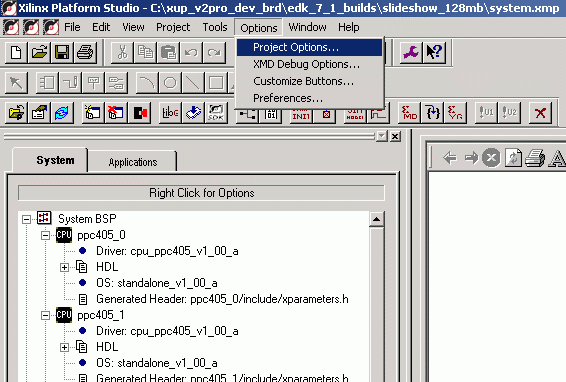 Xilinx Platform Studio - C:\xup_v2pro_dev_brd\edk_7_1_builds\slideshow_128mb\system.xmp
File Edit View Project Tools Options Window Help
Project Options...
XMD Debug Options...
Customize Buttons...
Preferences...
System
Applications
Right Click for Options
System BSP
CPU ppc405_0
Driver: cpu_ppc405_v1_00_a
HDL
OS: standalone_v1_00_a
Generated Header: ppc405_0/include/xparameters.h
CPU ppc405_1
Driver: cpu_ppc405_v1_00_a
HDL
OS: standalone_v1_00_a
Generated Header: ppc405_1/include/xparameters.h